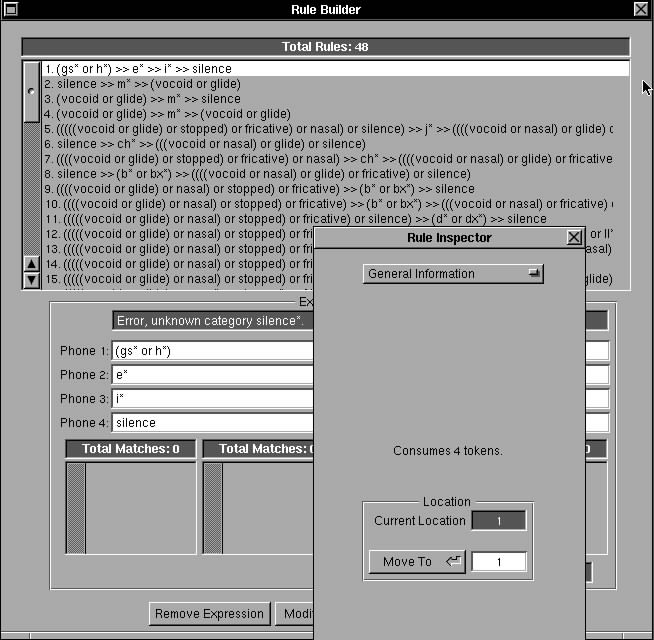 Rule Builder
Total Rules: 48
1. (gs* or h*) >> e* >> i* >> silence
2. silence >> m* >> (vocoid or glide)
3. (vocoid or glide) >> m* >> silence
4. (vocoid or glide) >> m* >> (vocoid or glide)
5. (((((vocoid or glide) or stopped) or fricative) or nasal) or silence) >> j* >> ((((vocoid or nasal) or glide) c
6. silence >> ch* >> (((vocoid or nasal) or glide) or silence)
7. ((((vocoid or glide) or stopped) or fricative) or nasal) >> ch* >> ((((vocoid or nasal) or glide) or fricative
8. silence >> (b* or bx*) >> ((((vocoid or glide) or nasal) or fricative) or silence)
9. ((((vocoid or glide) or nasal) or stopped) or fricative) >> (b* or bx*) >> silence
10. ((((vocoid or glide) or nasal) or stopped) or fricative) >> (b* or bx*) >> (((vocoid or nasal) or glide) or fricative)
11. (((((vocoid or glide) or nasal) or stopped) or fricative) or silence) >> (d* or dx*) >> silence
12. (((((vocoid or glide) or nasal) or stopped) or fri or ll*
13. (((((vocoid or glide) or nasal) or stopped) or fri asal)
14. (((((vocoid or glide) or nasal) or stopped) or fri
15. (((((vocoid or glide) or nasal) or stopped) or fri glide)
Rule Inspector
General Information
Ex
Error, unknown category silence*.
Phone 1: (gs* or h*)
Phone 2: e*
Phone 3: i*
Phone 4: silence
Total Matches: 0 Total Matches: 0
Consumes 4 tokens.
Location
Current Location 1
Move To 1
Remove Expression Modi